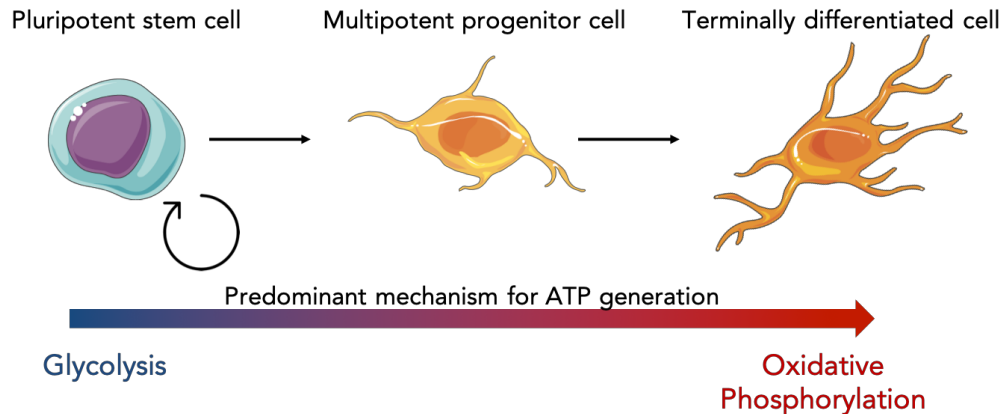 Pluripotent stem cell
Multipotent progenitor cell
Terminally differentiated cell
Predominant mechanism for ATP generation
Glycolysis
Oxidative
Phosphorylation